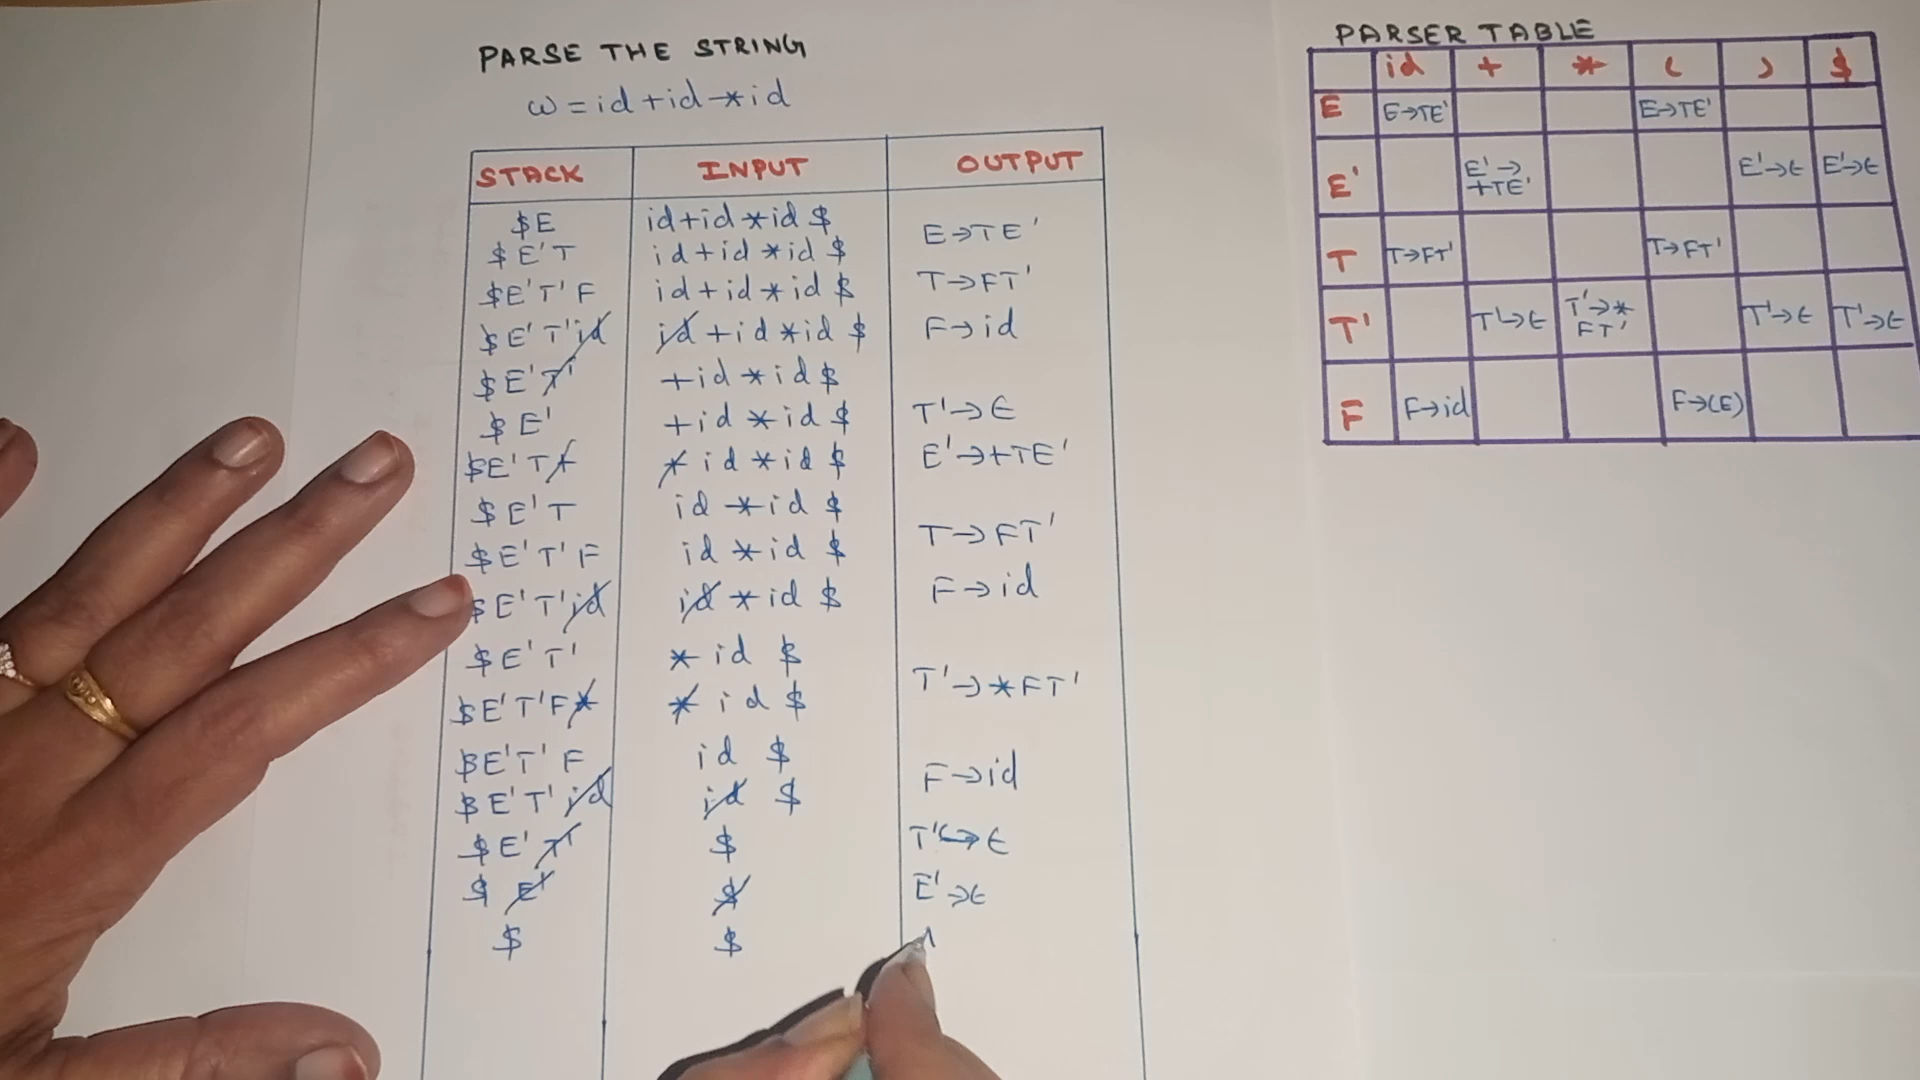 PARSE THE STRING
w = id+id*id
STACK INPUT OUTPUT
$E id+id*id$
E→TE'
$E'T id+id*id$
T→FT'
$E'T'F id+id*id$
F→id
$E'T'id id+id*id$
$E'T' +id*id$
T'→ε
$E' +id*id$
E'→+TE'
$E'T+ +id*id$
$E'T id*id$
T→FT'
$E'T'F id*id$
F→id
$E'T'id id*id$
$E'T' *id$
T'→*FT'
$E'T'F* *id$
$E'T'F id$
F→id
$E'T'id id$
$E'T' $ T'→ε
$E' $ E'→ε
$ $
PARSER TABLE
id + * ( ) $
E E→TE' E→TE'
E' E'→ +TE' E'→ε E'→ε
T T→FT' T→FT'
T' T'→ε T'→* FT' T'→ε T'→ε
F F→id F→(E)